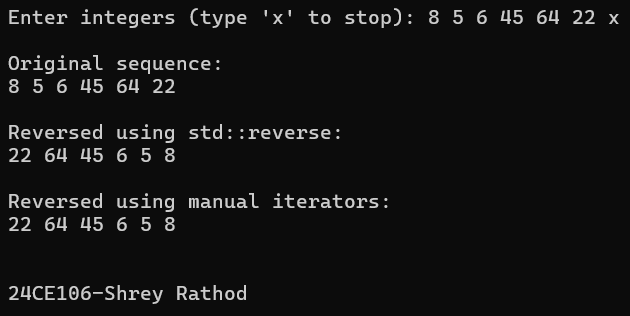 Enter integers (type 'x' to stop): 8 5 6 45 64 22 x
Original sequence:
8 5 6 45 64 22
Reversed using std::reverse:
22 64 45 6 5 8
Reversed using manual iterators:
22 64 45 6 5 8
24CE106-Shrey Rathod